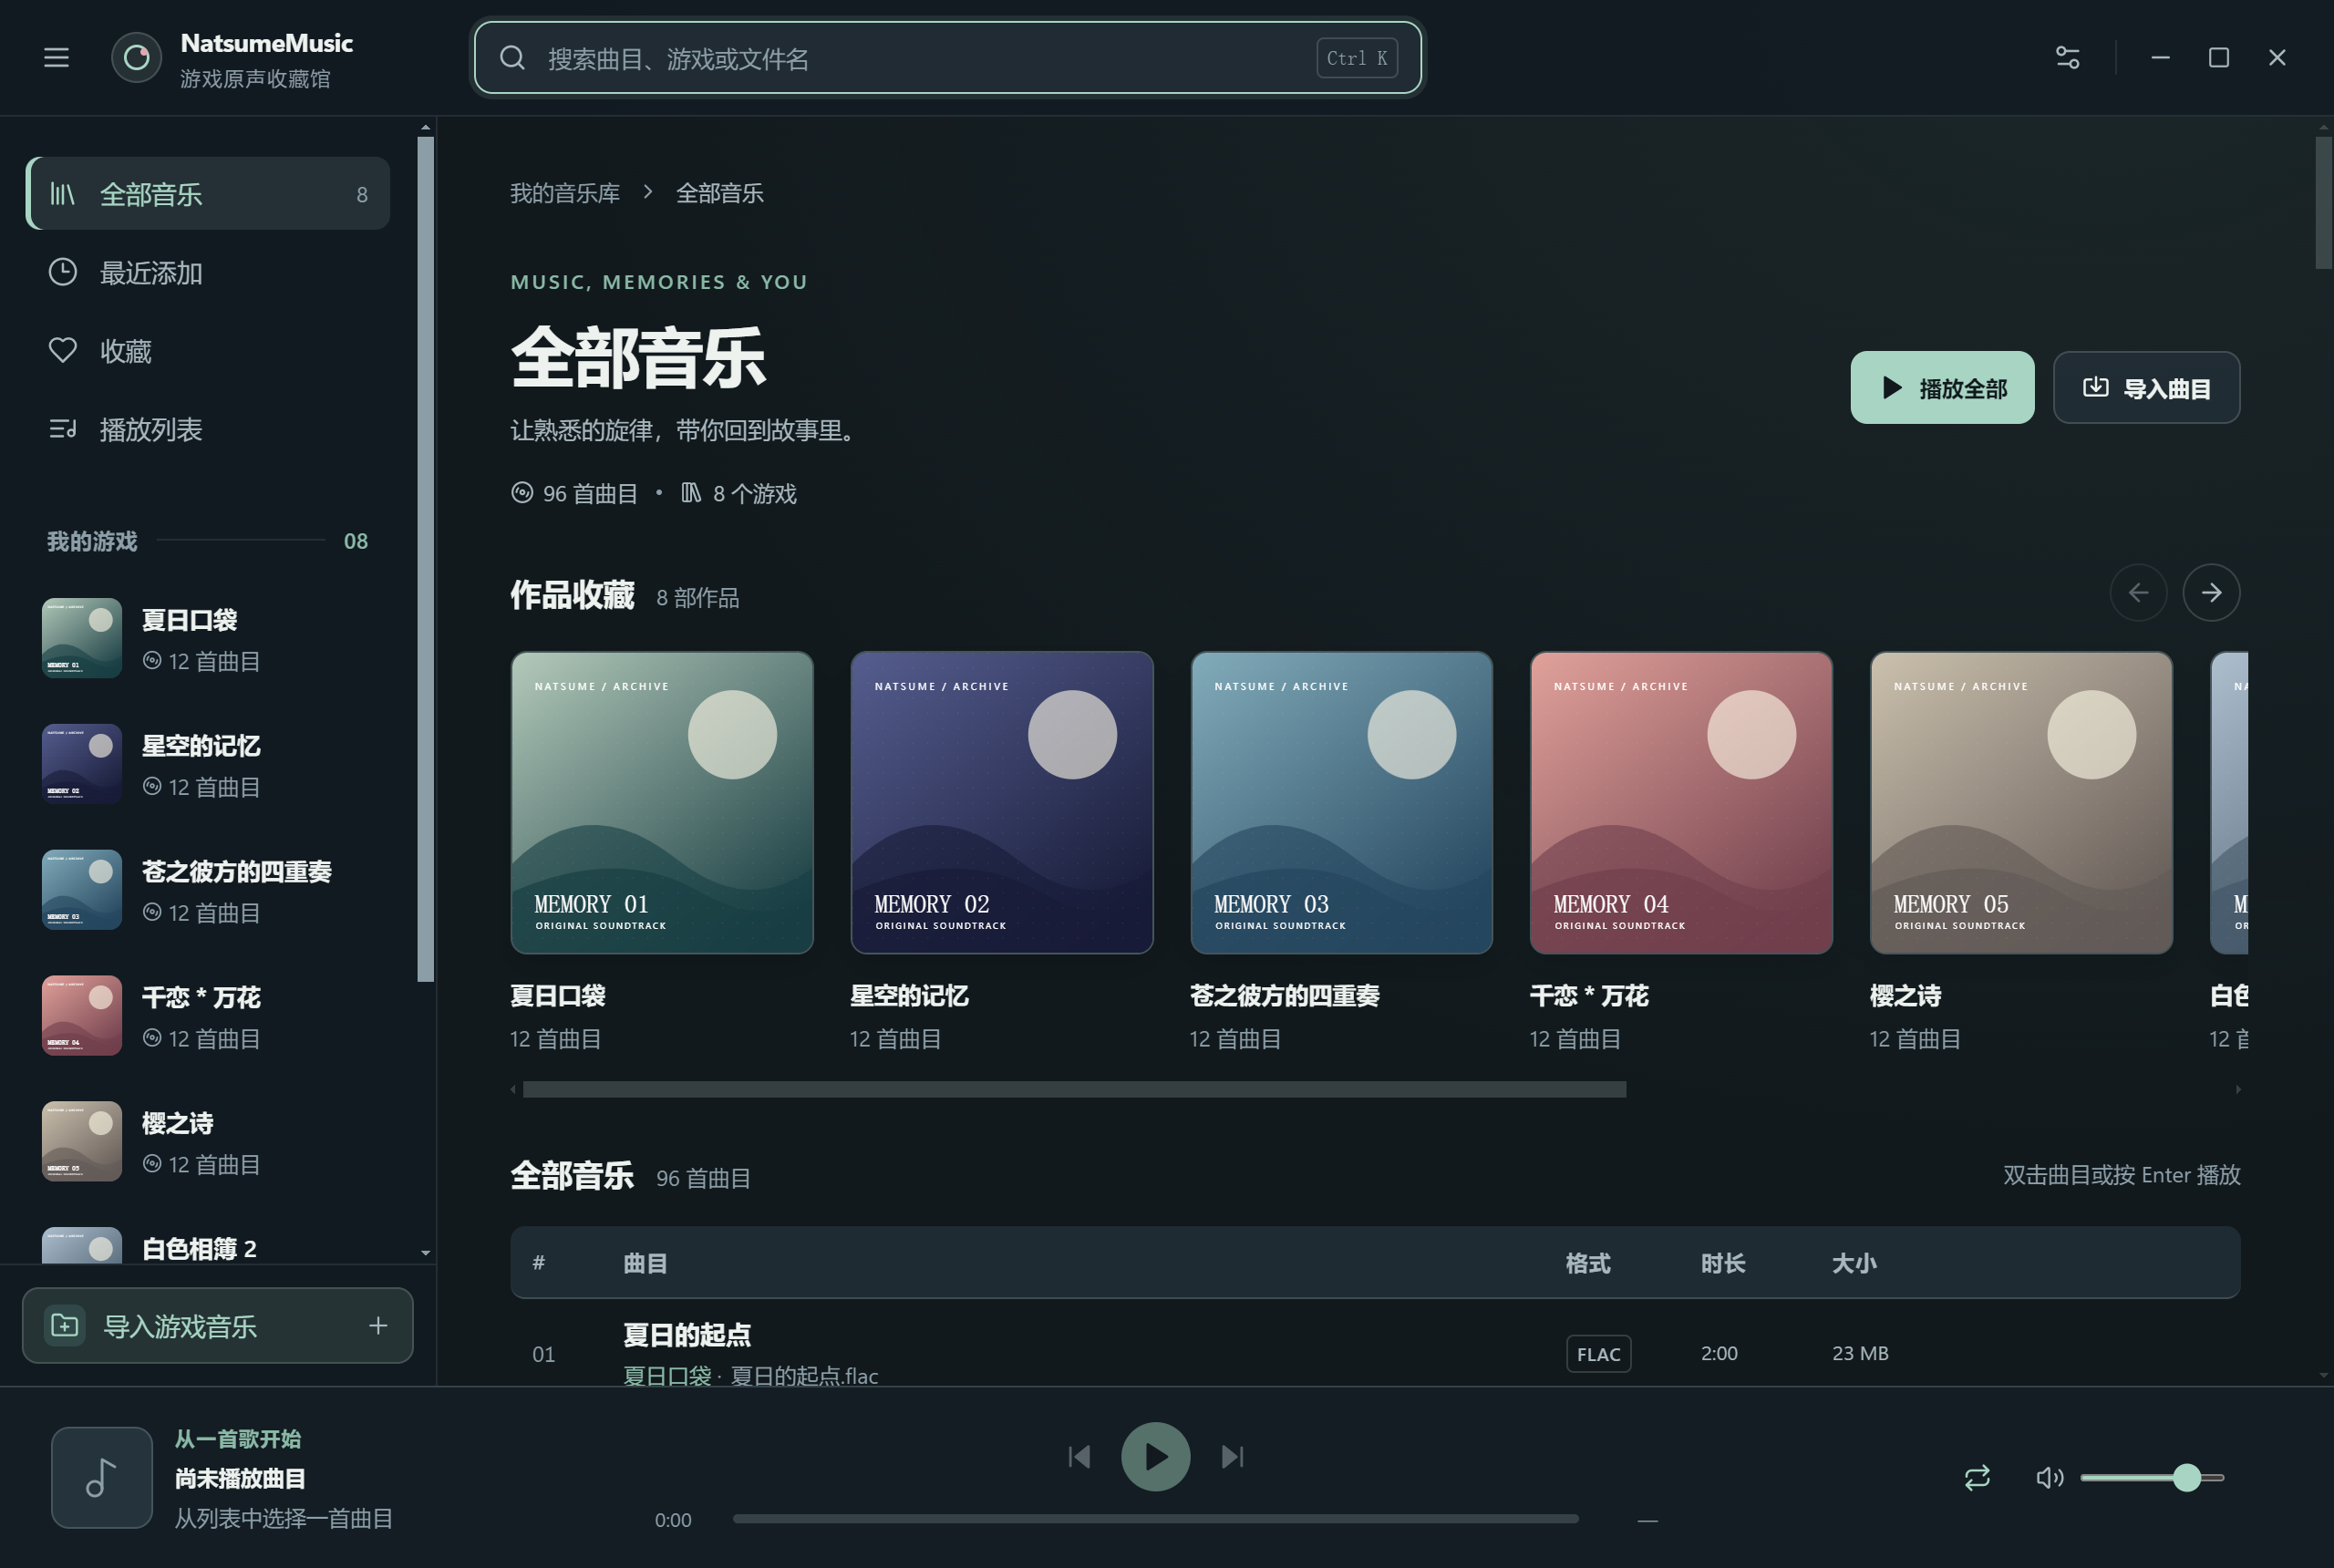 NatsumeMusic
游戏原声收藏馆
搜索曲目、游戏或文件名
Ctrl K
全部音乐 8
最近添加
收藏
播放列表
我的游戏 08
夏日口袋
12 首曲目
星空的记忆
12 首曲目
苍之彼方的四重奏
12 首曲目
千恋 * 万花
12 首曲目
樱之诗
12 首曲目
白色相簿 2
导入游戏音乐
我的音乐库 > 全部音乐
MUSIC, MEMORIES & YOU
全部音乐
让熟悉的旋律，带你回到故事里。
96 首曲目 • 8 个游戏
播放全部
导入曲目
作品收藏 8 部作品
NATSUME / ARCHIVE
MEMORY 01
ORIGINAL SOUNDTRACK
夏日口袋
12 首曲目
NATSUME / ARCHIVE
MEMORY 02
ORIGINAL SOUNDTRACK
星空的记忆
12 首曲目
NATSUME / ARCHIVE
MEMORY 03
ORIGINAL SOUNDTRACK
苍之彼方的四重奏
12 首曲目
NATSUME / ARCHIVE
MEMORY 04
ORIGINAL SOUNDTRACK
千恋 * 万花
12 首曲目
NATSUME / ARCHIVE
MEMORY 05
ORIGINAL SOUNDTRACK
樱之诗
12 首曲目
白色
12
全部音乐 96 首曲目
双击曲目或按 Enter 播放
# 曲目 格式 时长 大小
01 夏日的起点 FLAC 2:00 23 MB
夏日口袋 · 夏日的起点.flac
从一首歌开始
尚未播放曲目
从列表中选择一首曲目
0:00 —